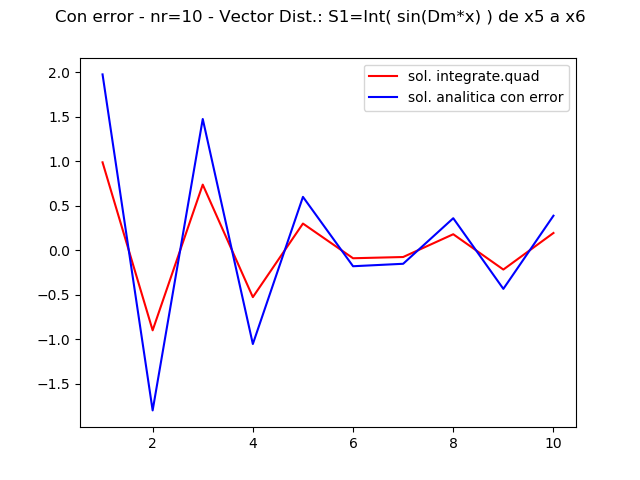 Con error - nr=10 - Vector Dist.: S1=Int( sin(Dm*x) ) de x5 a x6
sol. integrate.quad
sol. analitica con error
2.0
1.5
1.0
0.5
0.0
−0.5
−1.0
−1.5
2 4 6 8 10